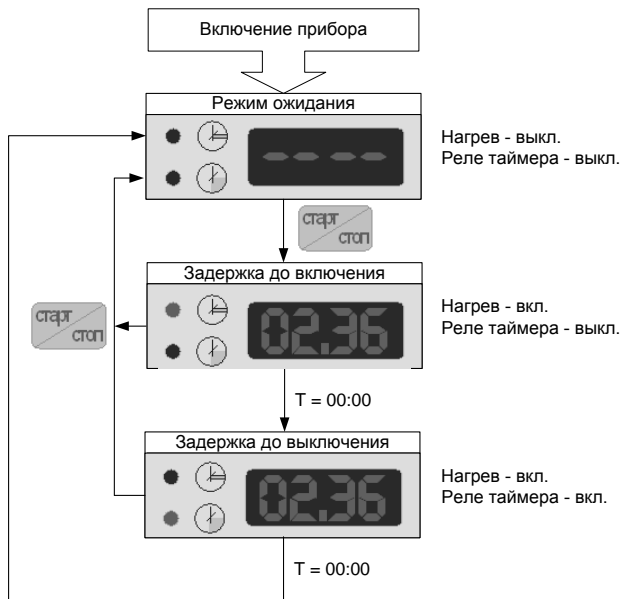 Включение прибора
Режим ожидания
----
Нагрев - выкл.
Реле таймера - выкл.
старт
стоп
Задержка до включения
02.36
Нагрев - вкл.
Реле таймера - выкл.
старт
стоп
T = 00:00
Задержка до выключения
02.36
Нагрев - вкл.
Реле таймера - вкл.
T = 00:00